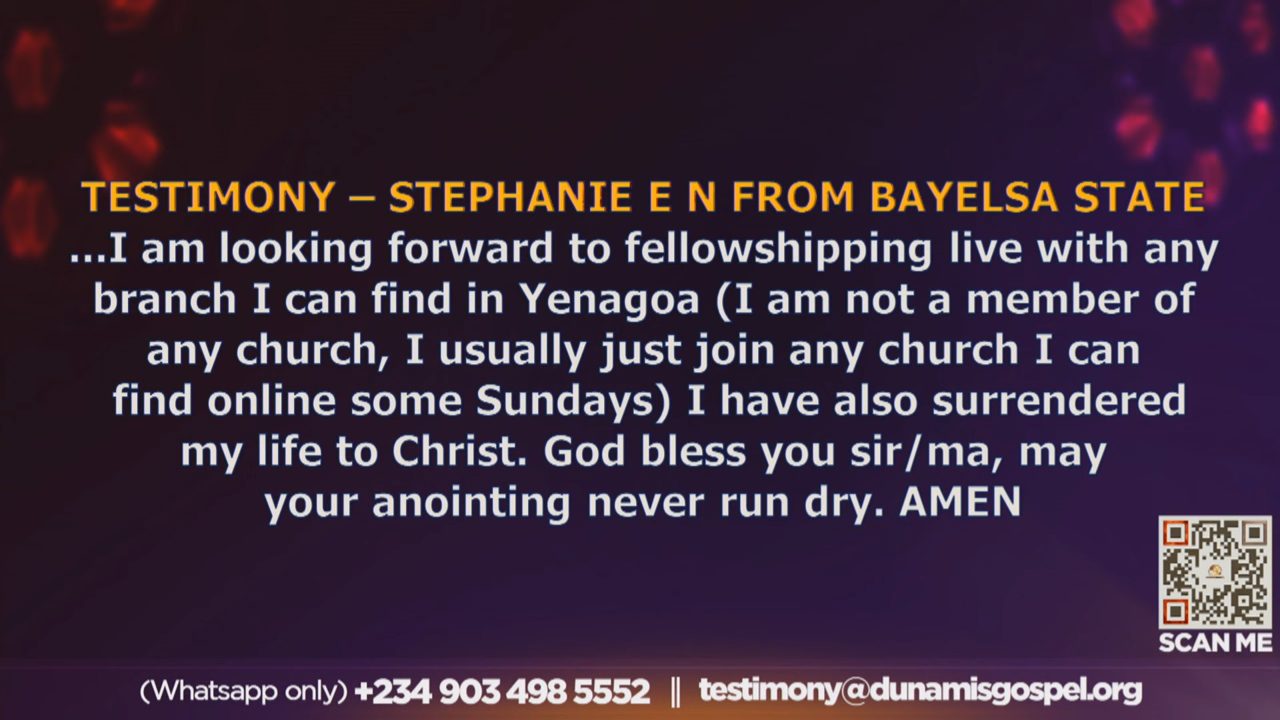 TESTIMONY – STEPHANIE E N FROM BAYELSA STATE
...I am looking forward to fellowshipping live with any
branch I can find in Yenagoa (I am not a member of
any church, I usually just join any church I can
find online some Sundays) I have also surrendered
my life to Christ. God bless you sir/ma, may
your anointing never run dry. AMEN
SCAN ME
(Whatsapp only) +234 903 498 5552 || testimony@dunamisgospel.org